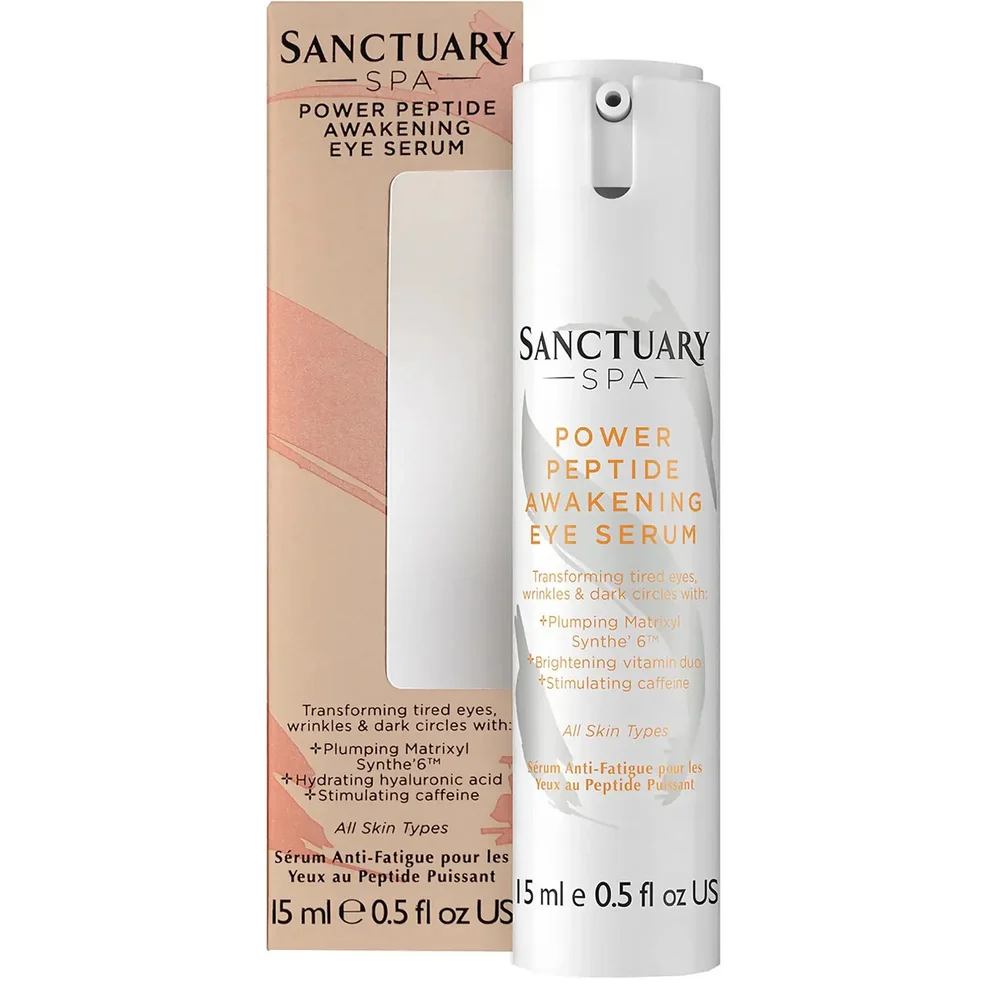 SANCTUARY
SPA
POWER PEPTIDE
AWAKENING
EYE SERUM
Transforming tired eyes,
wrinkles & dark circles with:
+Plumping Matrixyl
Synthe'6™
+Hydrating hyaluronic acid
+Stimulating caffeine
All Skin Types
Sérum Anti-Fatigue pour les
Yeux au Peptide Puissant
15 ml ℮ 0.5 fl oz US
SANCTUARY
SPA
POWER
PEPTIDE
AWAKENING
EYE SERUM
Transforming tired eyes,
wrinkles & dark circles with:
+Plumping Matrixyl
Synthe' 6™
+Brightening vitamin duo
+Stimulating caffeine
All Skin Types
Sérum Anti-Fatigue pour les
Yeux au Peptide Puissant
15 ml e 0.5 fl oz US